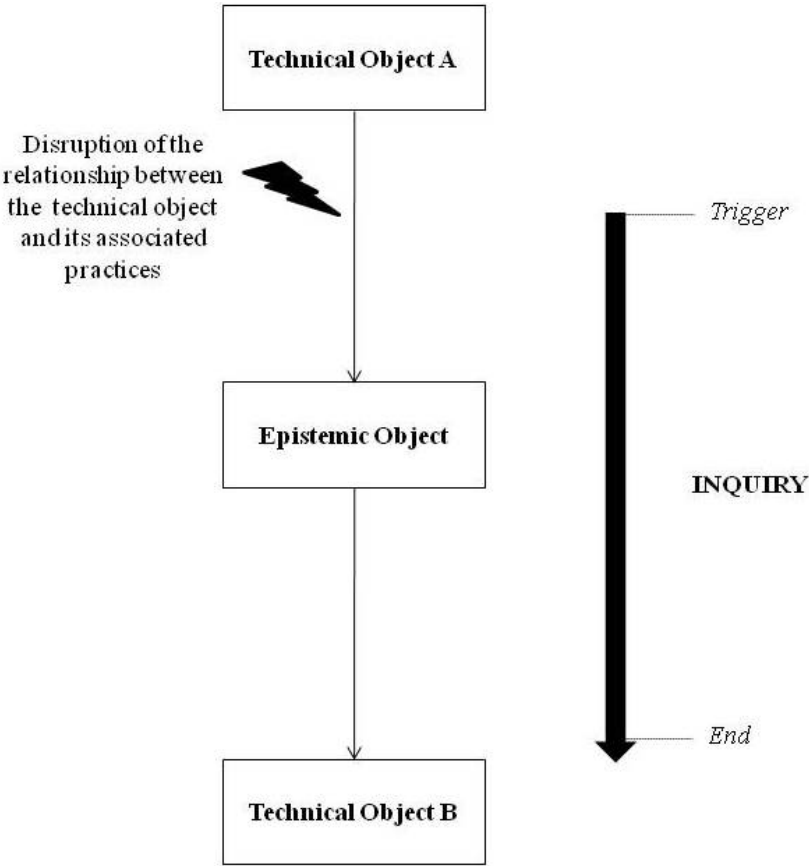 Technical Object A
Disruption of the
relationship between
the technical object
and its associated
practices
Trigger
Epistemic Object
INQUIRY
End
Technical Object B